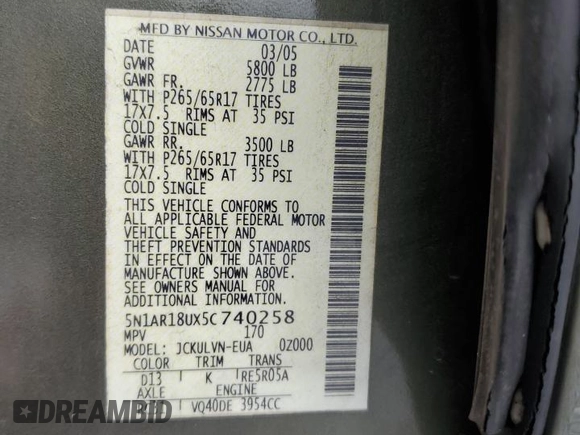 MFD BY NISSAN MOTOR CO., LTD.
DATE 03/05
GVWR 5800 LB
GAWR FR. 2775 LB
WITH P265/65R17 TIRES
17X7.5 RIMS AT 35 PSI
COLD SINGLE
GAWR RR. 3500 LB
WITH P265/65R17 TIRES
17X7.5 RIMS AT 35 PSI
COLD SINGLE
THIS VEHICLE CONFORMS TO
ALL APPLICABLE FEDERAL MOTOR
VEHICLE SAFETY AND
THEFT PREVENTION STANDARDS
IN EFFECT ON THE DATE OF
MANUFACTURE SHOWN ABOVE.
SEE OWNERS MANUAL FOR
ADDITIONAL INFORMATION.
5N1AR18UX5C740258
MPV 170
MODEL: JCKULVN-EUA 0Z000
COLOR TRIM TRANS
D13 K RE5R05A
AXLE ENGINE
VQ40DE 3954CC
DREAMBID